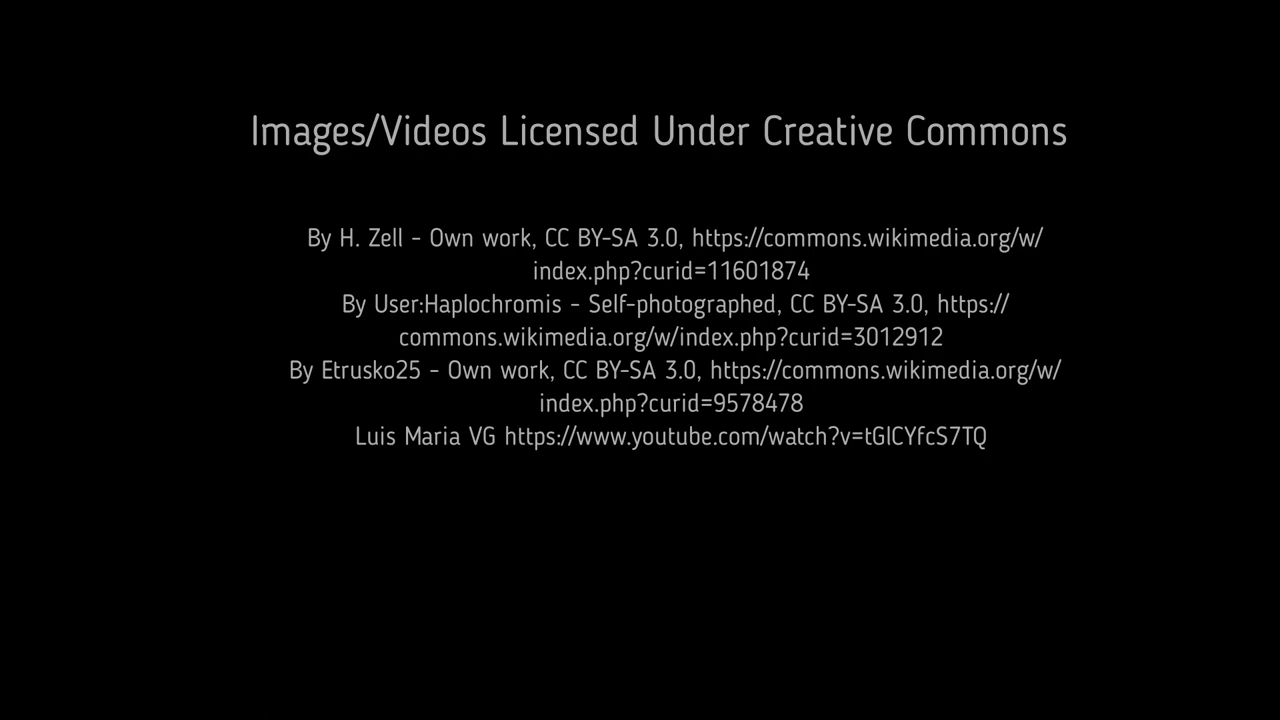 Images/Videos Licensed Under Creative Commons
By H. Zell - Own work, CC BY-SA 3.0, https://commons.wikimedia.org/w/
index.php?curid=11601874
By User:Haplochromis - Self-photographed, CC BY-SA 3.0, https://
commons.wikimedia.org/w/index.php?curid=3012912
By Etrusko25 - Own work, CC BY-SA 3.0, https://commons.wikimedia.org/w/
index.php?curid=9578478
Luis Maria VG https://www.youtube.com/watch?v=tGICYfcS7TQ